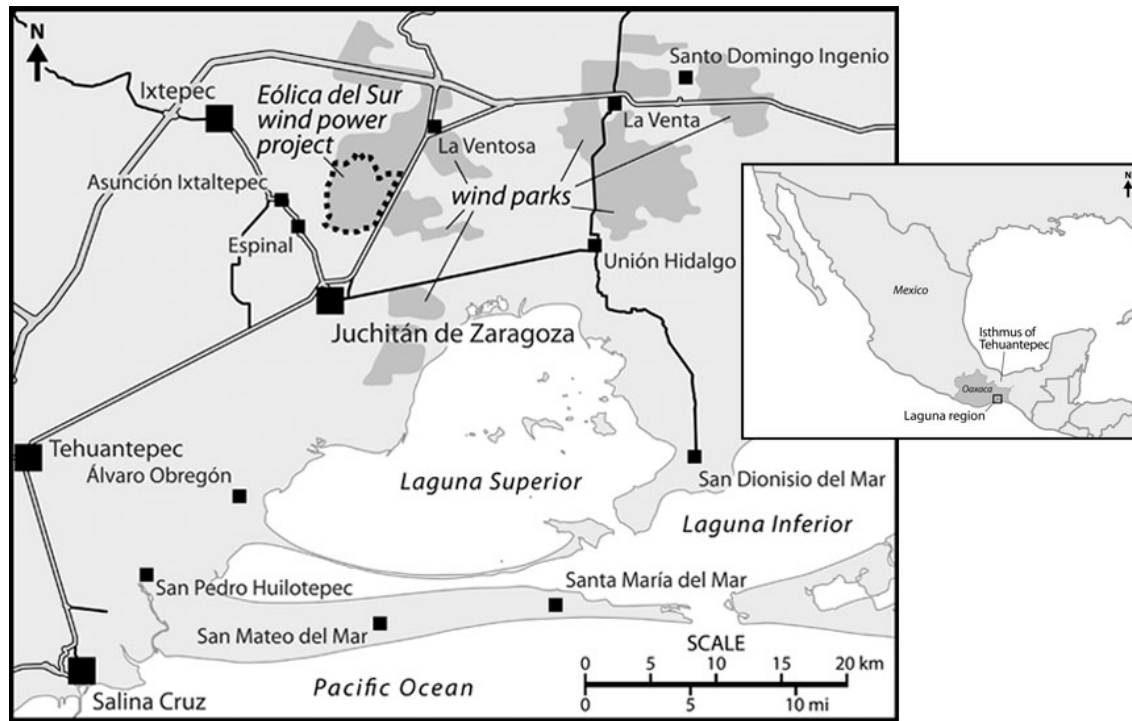 N
Santo Domingo Ingenio
Ixtepec
Eólica del Sur
wind power
project
La Venta
La Ventosa
Asunción Ixtaltepec
wind parks
Espinal
Unión Hidalgo
Juchitán de Zaragoza
Tehuantepec
Álvaro Obregón
Laguna Superior
San Dionisio del Mar
Laguna Inferior
San Pedro Huilotepec
Santa María del Mar
San Mateo del Mar
SCALE
0 5 10 15 20 km
0 5 10 mi
Salina Cruz
Pacific Ocean
N
Mexico
Isthmus of
Tehuantepec
Oaxaca
Laguna region